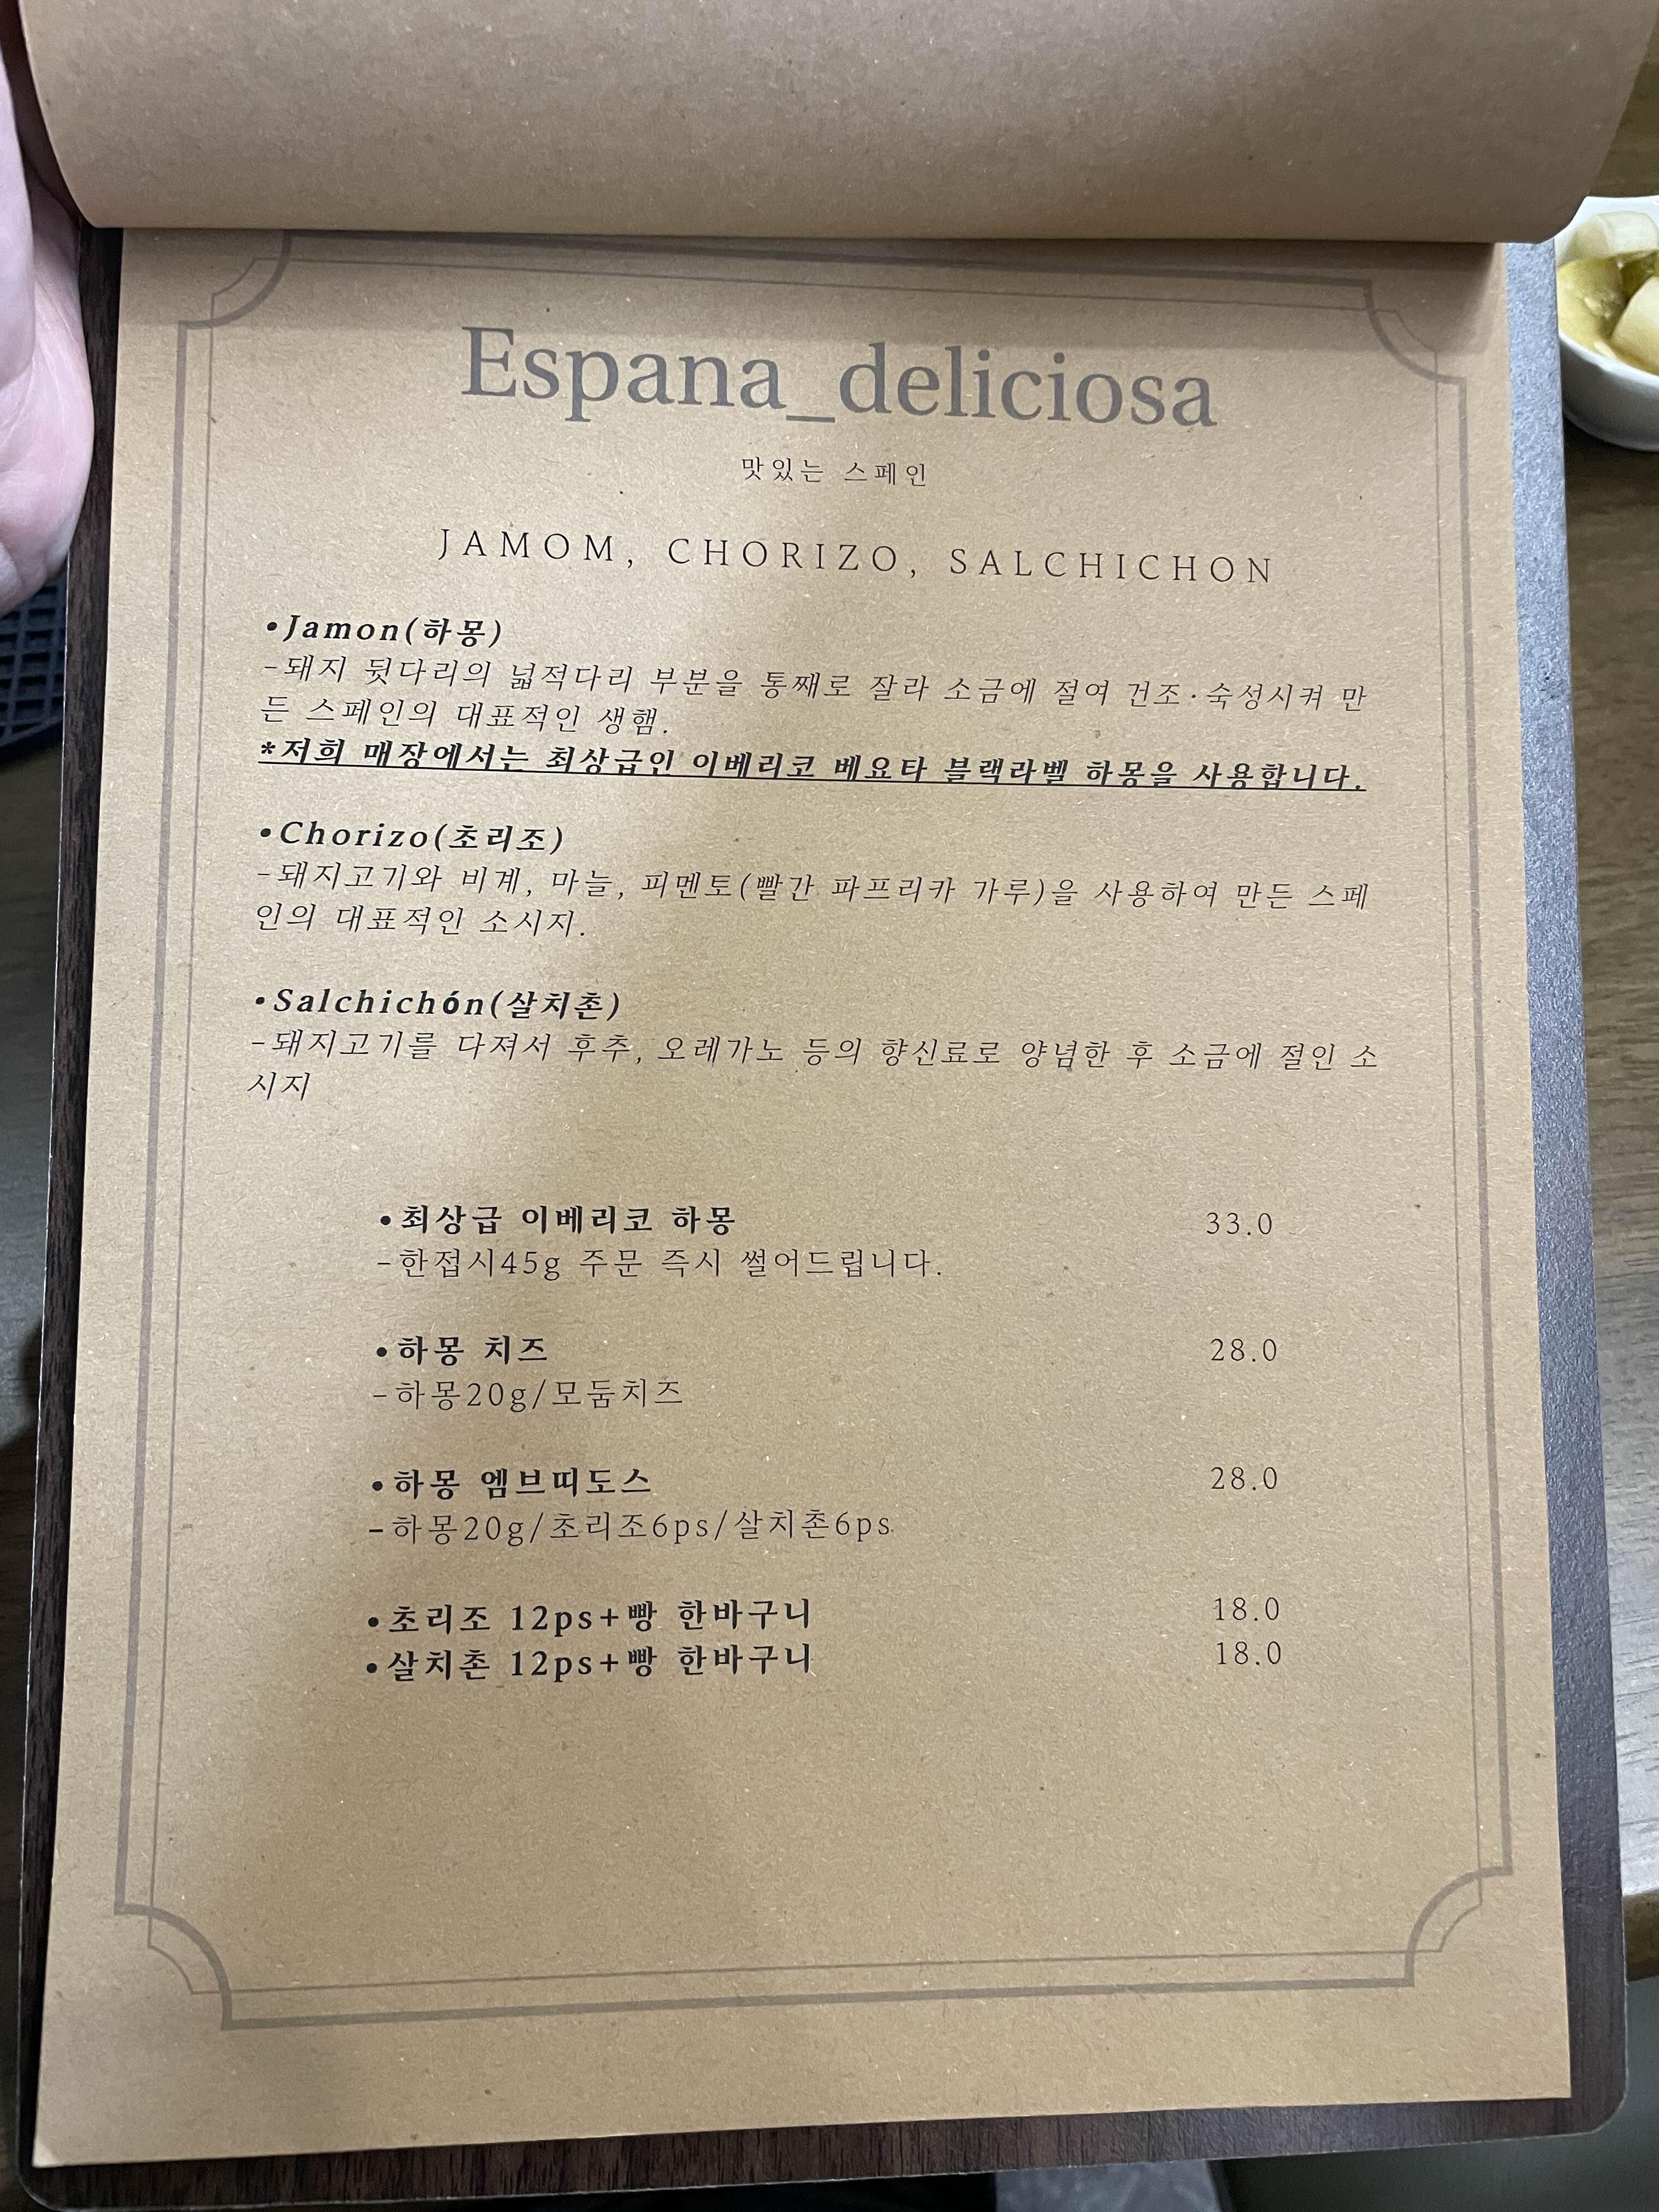 Espana_deliciosa
맛있는 스페인
JAMOM, CHORIZO, SALCHICHON
•Jamon(하몽)
-돼지 뒷다리의 넓적다리 부분을 통째로 잘라 소금에 절여 건조·숙성시켜 만
든 스페인의 대표적인 생햄.
*저희 매장에서는 최상급인 이베리코 베요타 블랙라벨 하몽을 사용합니다.
•Chorizo(초리조)
-돼지고기와 비계, 마늘, 피멘토(빨간 파프리카 가루)을 사용하여 만든 스페
인의 대표적인 소시지.
•Salchichón(살치촌)
-돼지고기를 다져서 후추, 오레가노 등의 향신료로 양념한 후 소금에 절인 소
시지
•최상급 이베리코 하몽 33.0
-한접시45g 주문 즉시 썰어드립니다.
•하몽 치즈 28.0
-하몽20g/모둠치즈
•하몽 엠브띠도스 28.0
-하몽20g/초리조6ps/살치촌6ps
•초리조 12ps+빵 한바구니 18.0
•살치촌 12ps+빵 한바구니 18.0